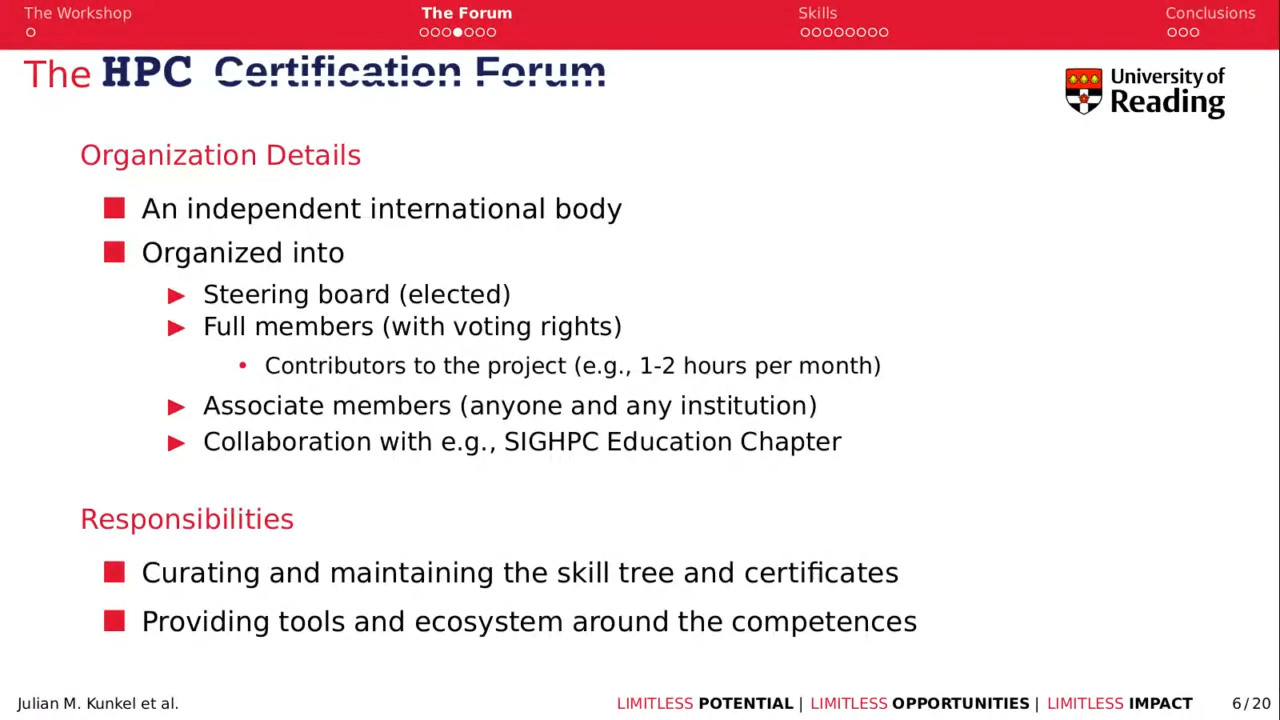 The Workshop
The Forum
Skills
Conclusions
The HPC Certification Forum
University of
Reading
Organization Details
An independent international body
Organized into
Steering board (elected)
Full members (with voting rights)
Contributors to the project (e.g., 1-2 hours per month)
Associate members (anyone and any institution)
Collaboration with e.g., SIGHPC Education Chapter
Responsibilities
Curating and maintaining the skill tree and certificates
Providing tools and ecosystem around the competences
Julian M. Kunkel et al.
LIMITLESS POTENTIAL | LIMITLESS OPPORTUNITIES | LIMITLESS IMPACT
6/20